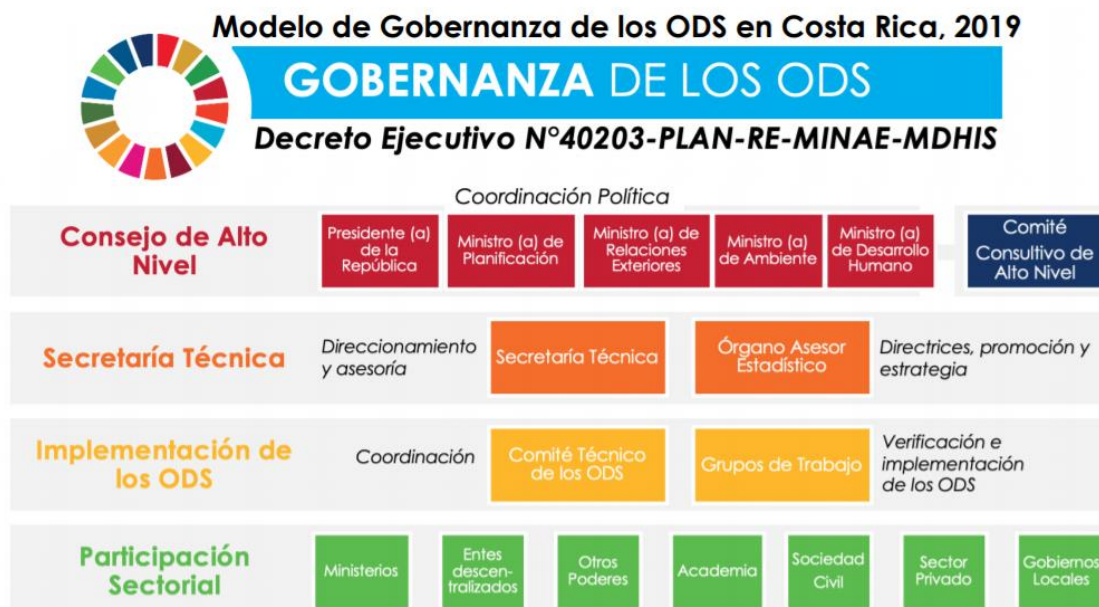 Modelo de Gobernanza de los ODS en Costa Rica, 2019
GOBERNANZA DE LOS ODS
Decreto Ejecutivo N°40203-PLAN-RE-MINAE-MDHIS
Coordinación Política
Consejo de Alto
Nivel
Presidente (a)
de la
República
Ministro (a) de
Planificación
Ministro (a) de
Relaciones
Exteriores
Ministro (a)
de Ambiente
Ministro (a)
de Desarrollo
Humano
Comité
Consultivo de
Alto Nivel
Secretaría Técnica
Direccionamiento
y asesoría
Secretaría Técnica
Órgano Asesor
Estadístico
Directrices, promoción y
estrategia
Implementación de
los ODS
Coordinación
Comité Técnico
de los ODS
Grupos de Trabajo
Verificación e
implementación
de los ODS
Participación
Sectorial
Ministerios
Entes
descen-
tralizados
Otros
Poderes
Academia
Sociedad
Civil
Sector
Privado
Gobiernos
Locales